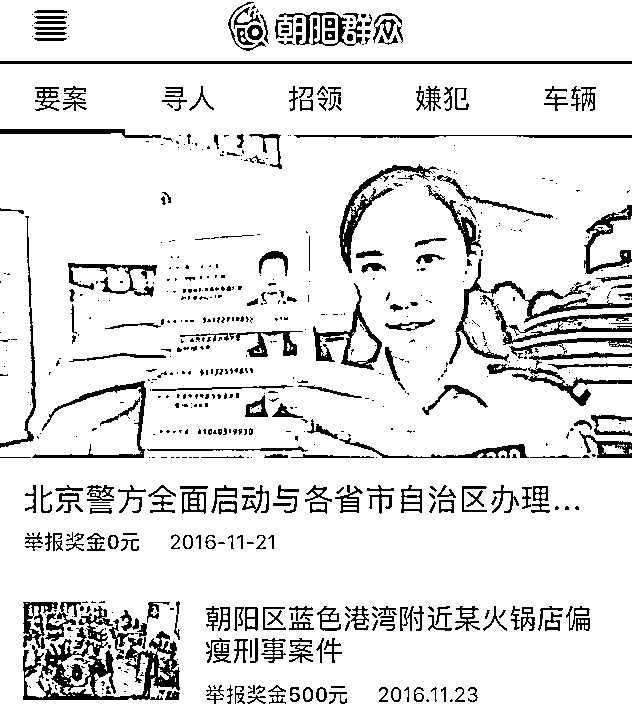 朝阳群众
要案 寻人 招领 嫌犯 车辆
北京警方全面启动与各省市自治区办理...
举报奖金0元 2016-11-21
朝阳区蓝色港湾附近某火锅店偏
瘦刑事案件
举报奖金500元 2016.11.23